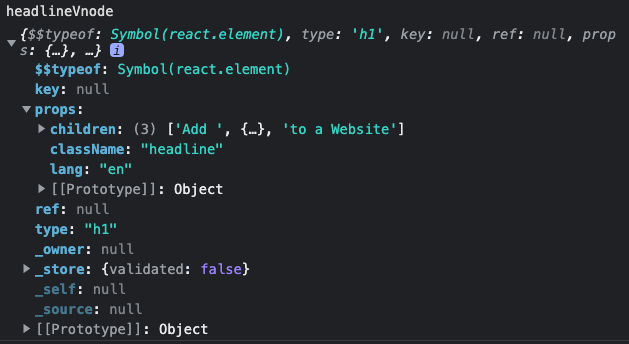 headlineVnode
{$$typeof: Symbol(react.element), type: 'h1', key: null, ref: null, prop
s: {…}, …} i
$$typeof: Symbol(react.element)
key: null
props:
children: (3) ['Add ', {…}, 'to a Website']
className: "headline"
lang: "en"
[[Prototype]]: Object
ref: null
type: "h1"
_owner: null
_store: {validated: false}
_self: null
_source: null
[[Prototype]]: Object